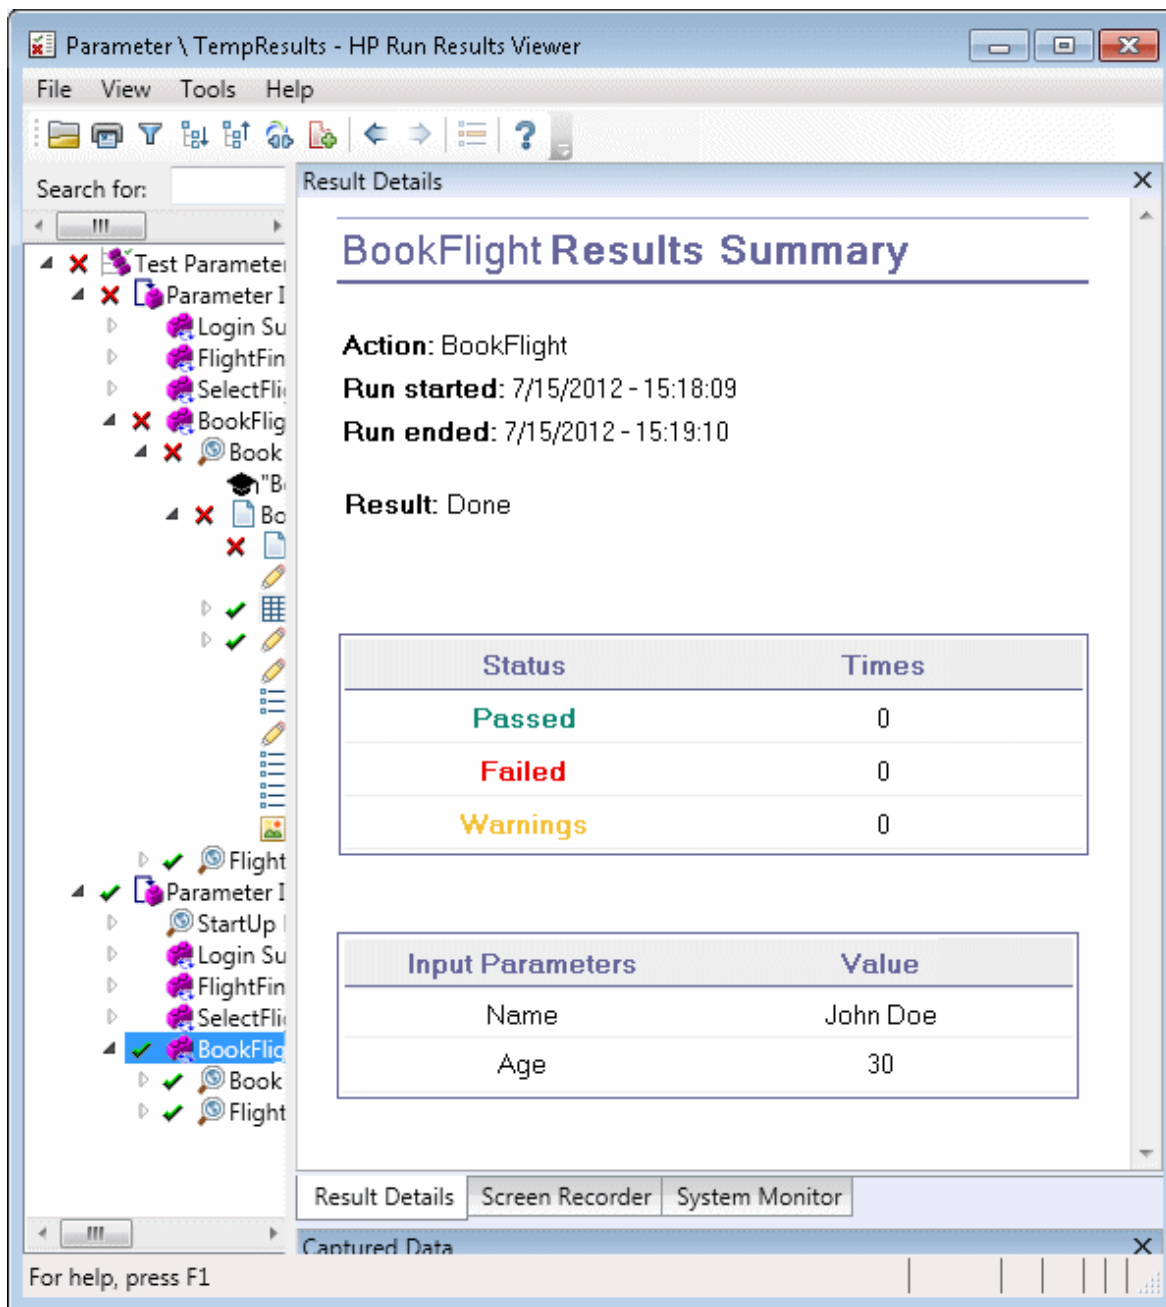 Parameter \ TempResults - HP Run Results Viewer
File View Tools Help
Search for:
Test Parameter
Parameter I
Login Su
FlightFin
SelectFli
BookFlig
Book
"B
Bo
Flight
Parameter I
StartUp
Login Su
FlightFin
SelectFli
BookFlig
Book
Flight
Result Details
BookFlight Results Summary
Action: BookFlight
Run started: 7/15/2012 - 15:18:09
Run ended: 7/15/2012 - 15:19:10
Result: Done
Status Times
Passed 0
Failed 0
Warnings 0
Input Parameters Value
Name John Doe
Age 30
Result Details Screen Recorder System Monitor
Captured Data
For help, press F1